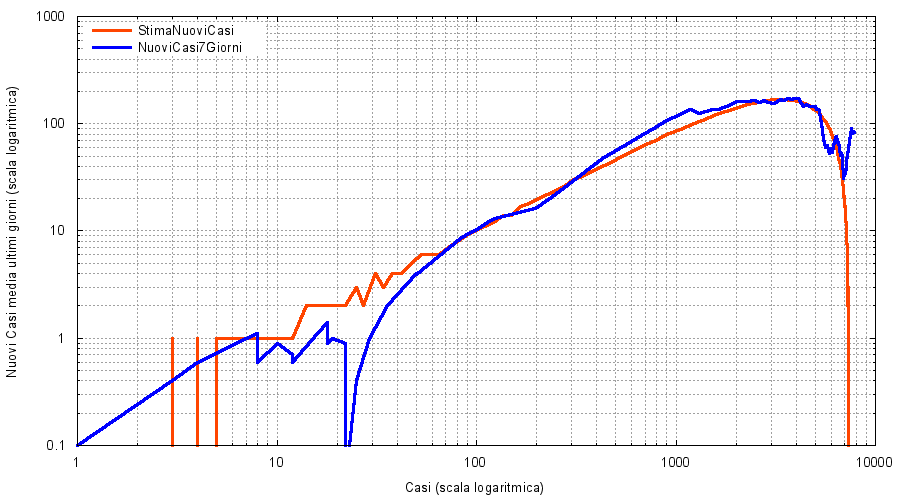 1000
StimaNuoviCasi
NuoviCasi7Giorni
100
10
1
0.1
Nuovi Casi media ultimi giorni (scala logaritmica)
1 10 100 1000 10000
Casi (scala logaritmica)